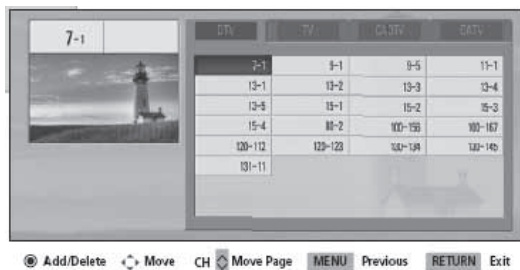 7-1
DTV TV CADTV CATV
7-1 9-1 9-5 11-1
13-1 13-2 13-3 13-4
13-5 15-1 15-2 15-3
15-4 100-156 100-167
120-112 120-123
131-11
Add/Delete Move CH Move Page MENU Previous RETURN Exit